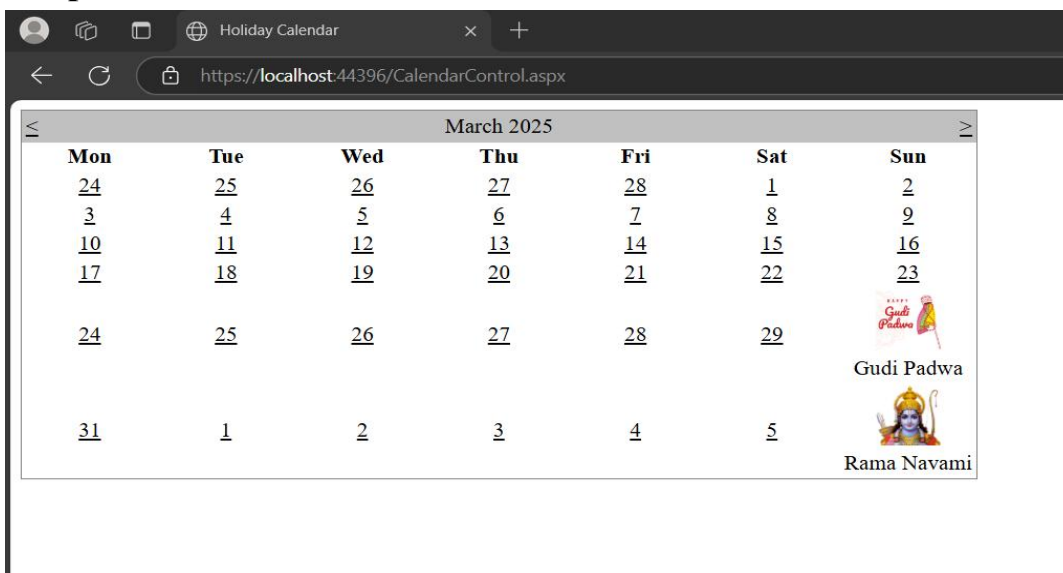 Holiday Calendar
https://localhost:44396/CalendarControl.aspx
< March 2025 >
Mon Tue Wed Thu Fri Sat Sun
24 25 26 27 28 1 2
3 4 5 6 7 8 9
10 11 12 13 14 15 16
17 18 19 20 21 22 23
HAPPY
Gudi
Padwa
24 25 26 27 28 29
Gudi Padwa
31 1 2 3 4 5
Rama Navami